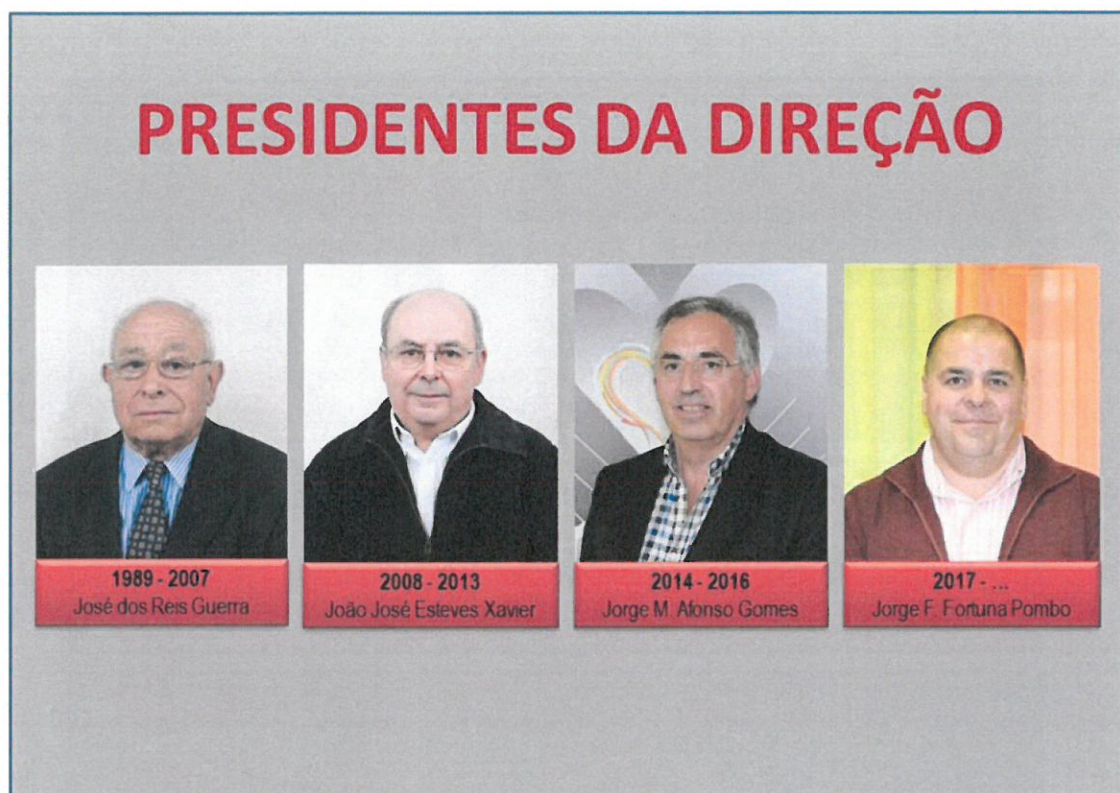 PRESIDENTES DA DIREÇÃO
1989 - 2007
José dos Reis Guerra
2008 - 2013
João José Esteves Xavier
2014 - 2016
Jorge M. Afonso Gomes
2017 - ...
Jorge F. Fortuna Pombo